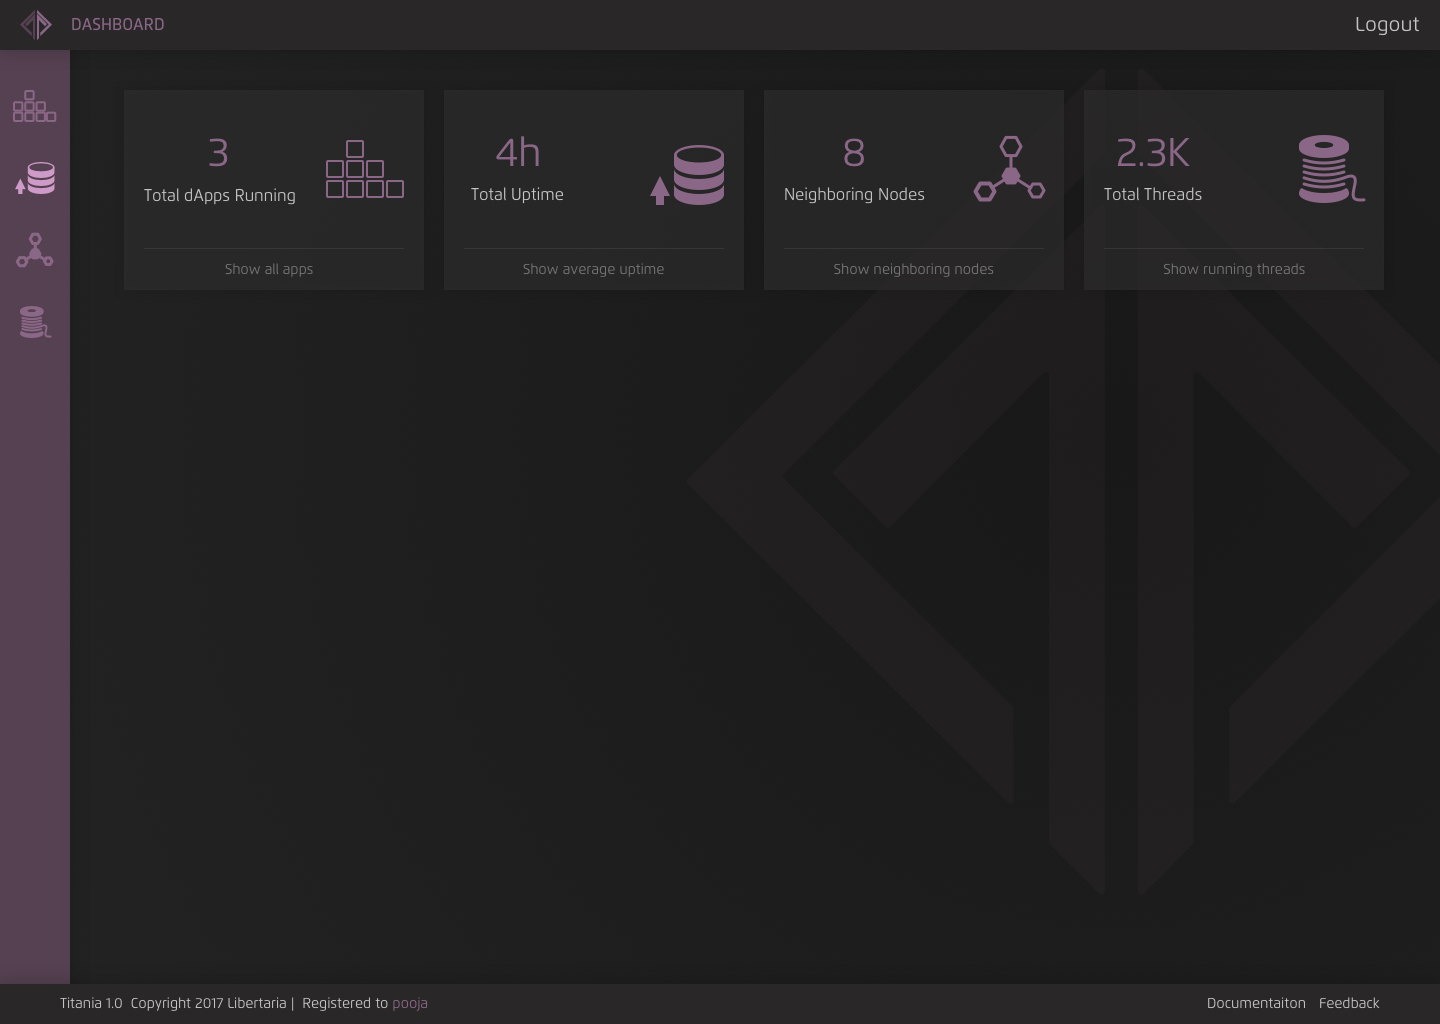 DASHBOARD
Logout
3
Total dApps Running
Show all apps
4h
Total Uptime
Show average uptime
8
Neighboring Nodes
Show neighboring nodes
2.3K
Total Threads
Show running threads
Titania 1.0 Copyright 2017 Libertaria | Registered to pooja
Documentaiton Feedback